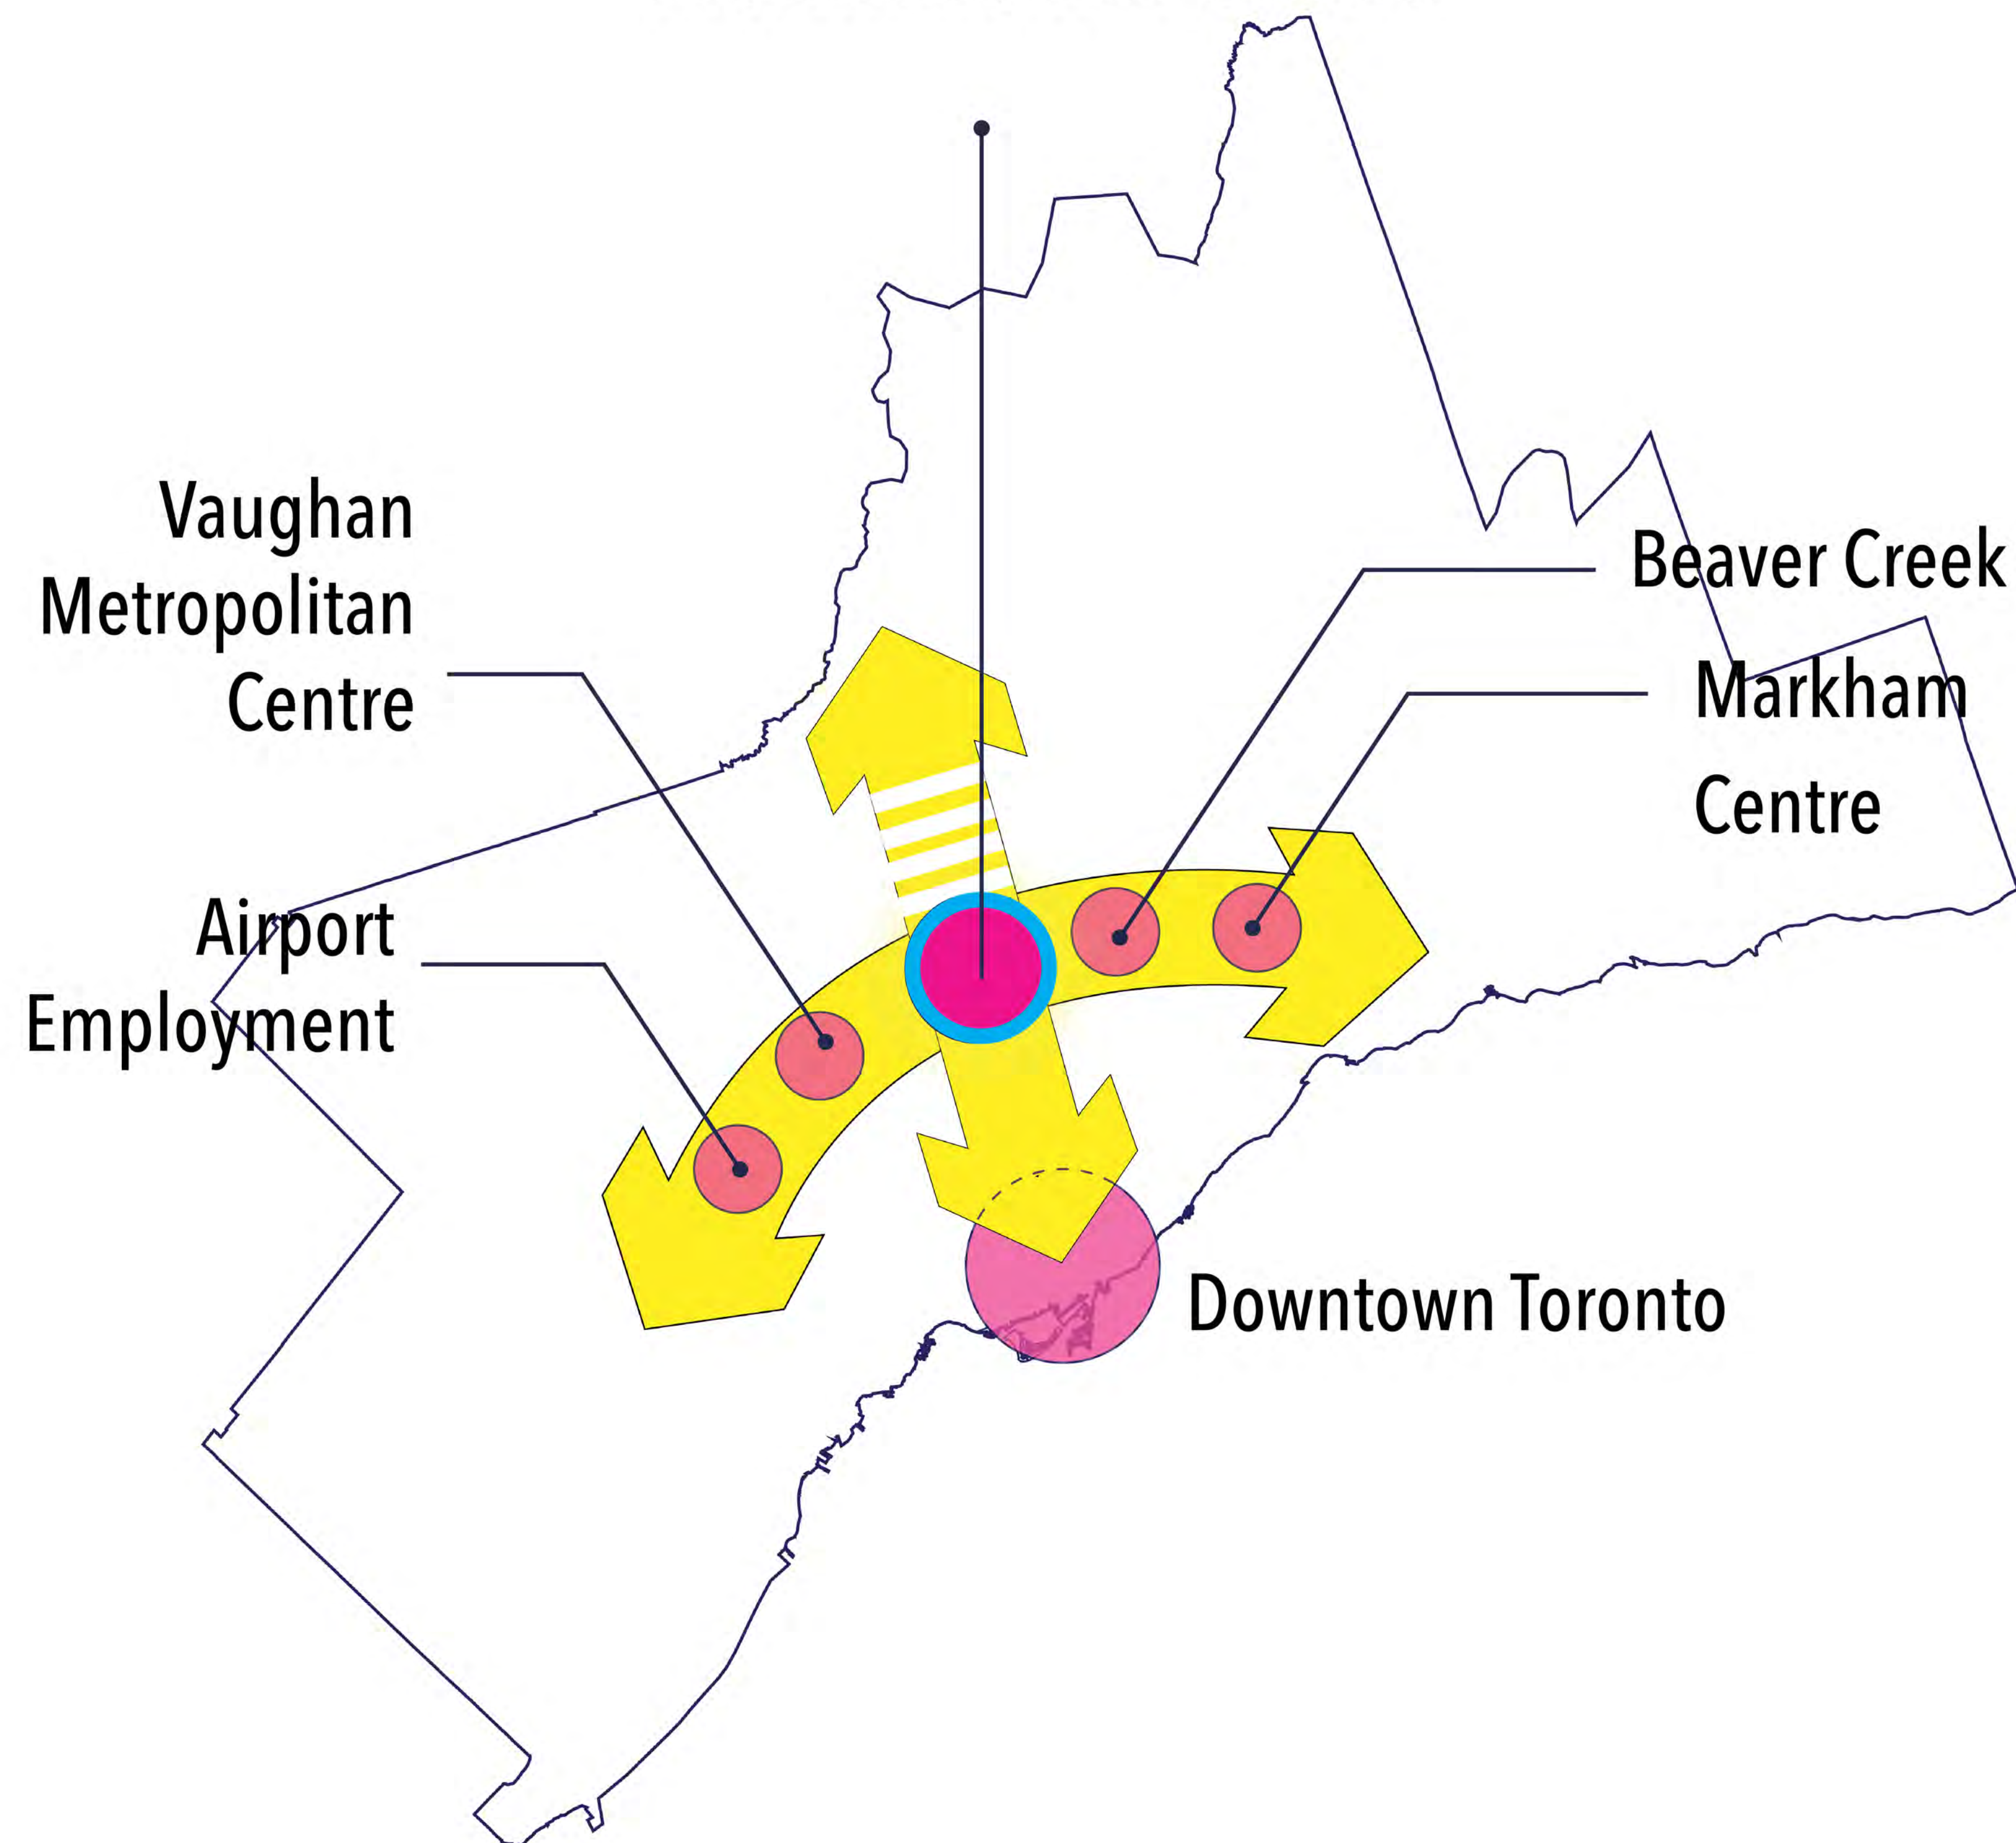 Vaughan
Metropolitan
Centre
Beaver Creek
Markham
Centre
Airport
Employment
Downtown Toronto